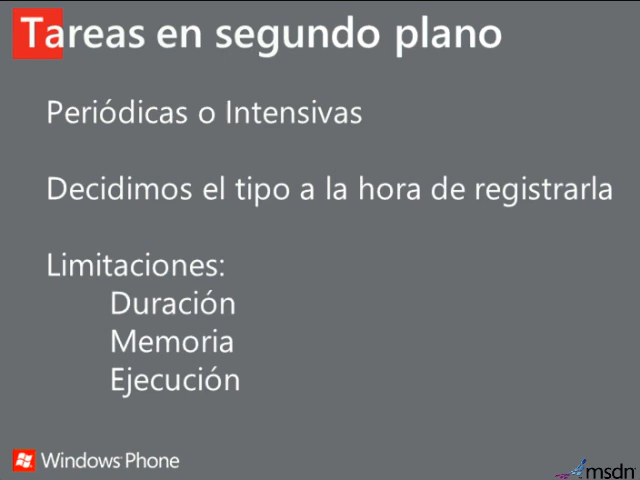 Tareas en segundo plano
Periódicas o Intensivas
Decidimos el tipo a la hora de registrarla
Limitaciones:
Duración
Memoria
Ejecución
Windows Phone
msdn